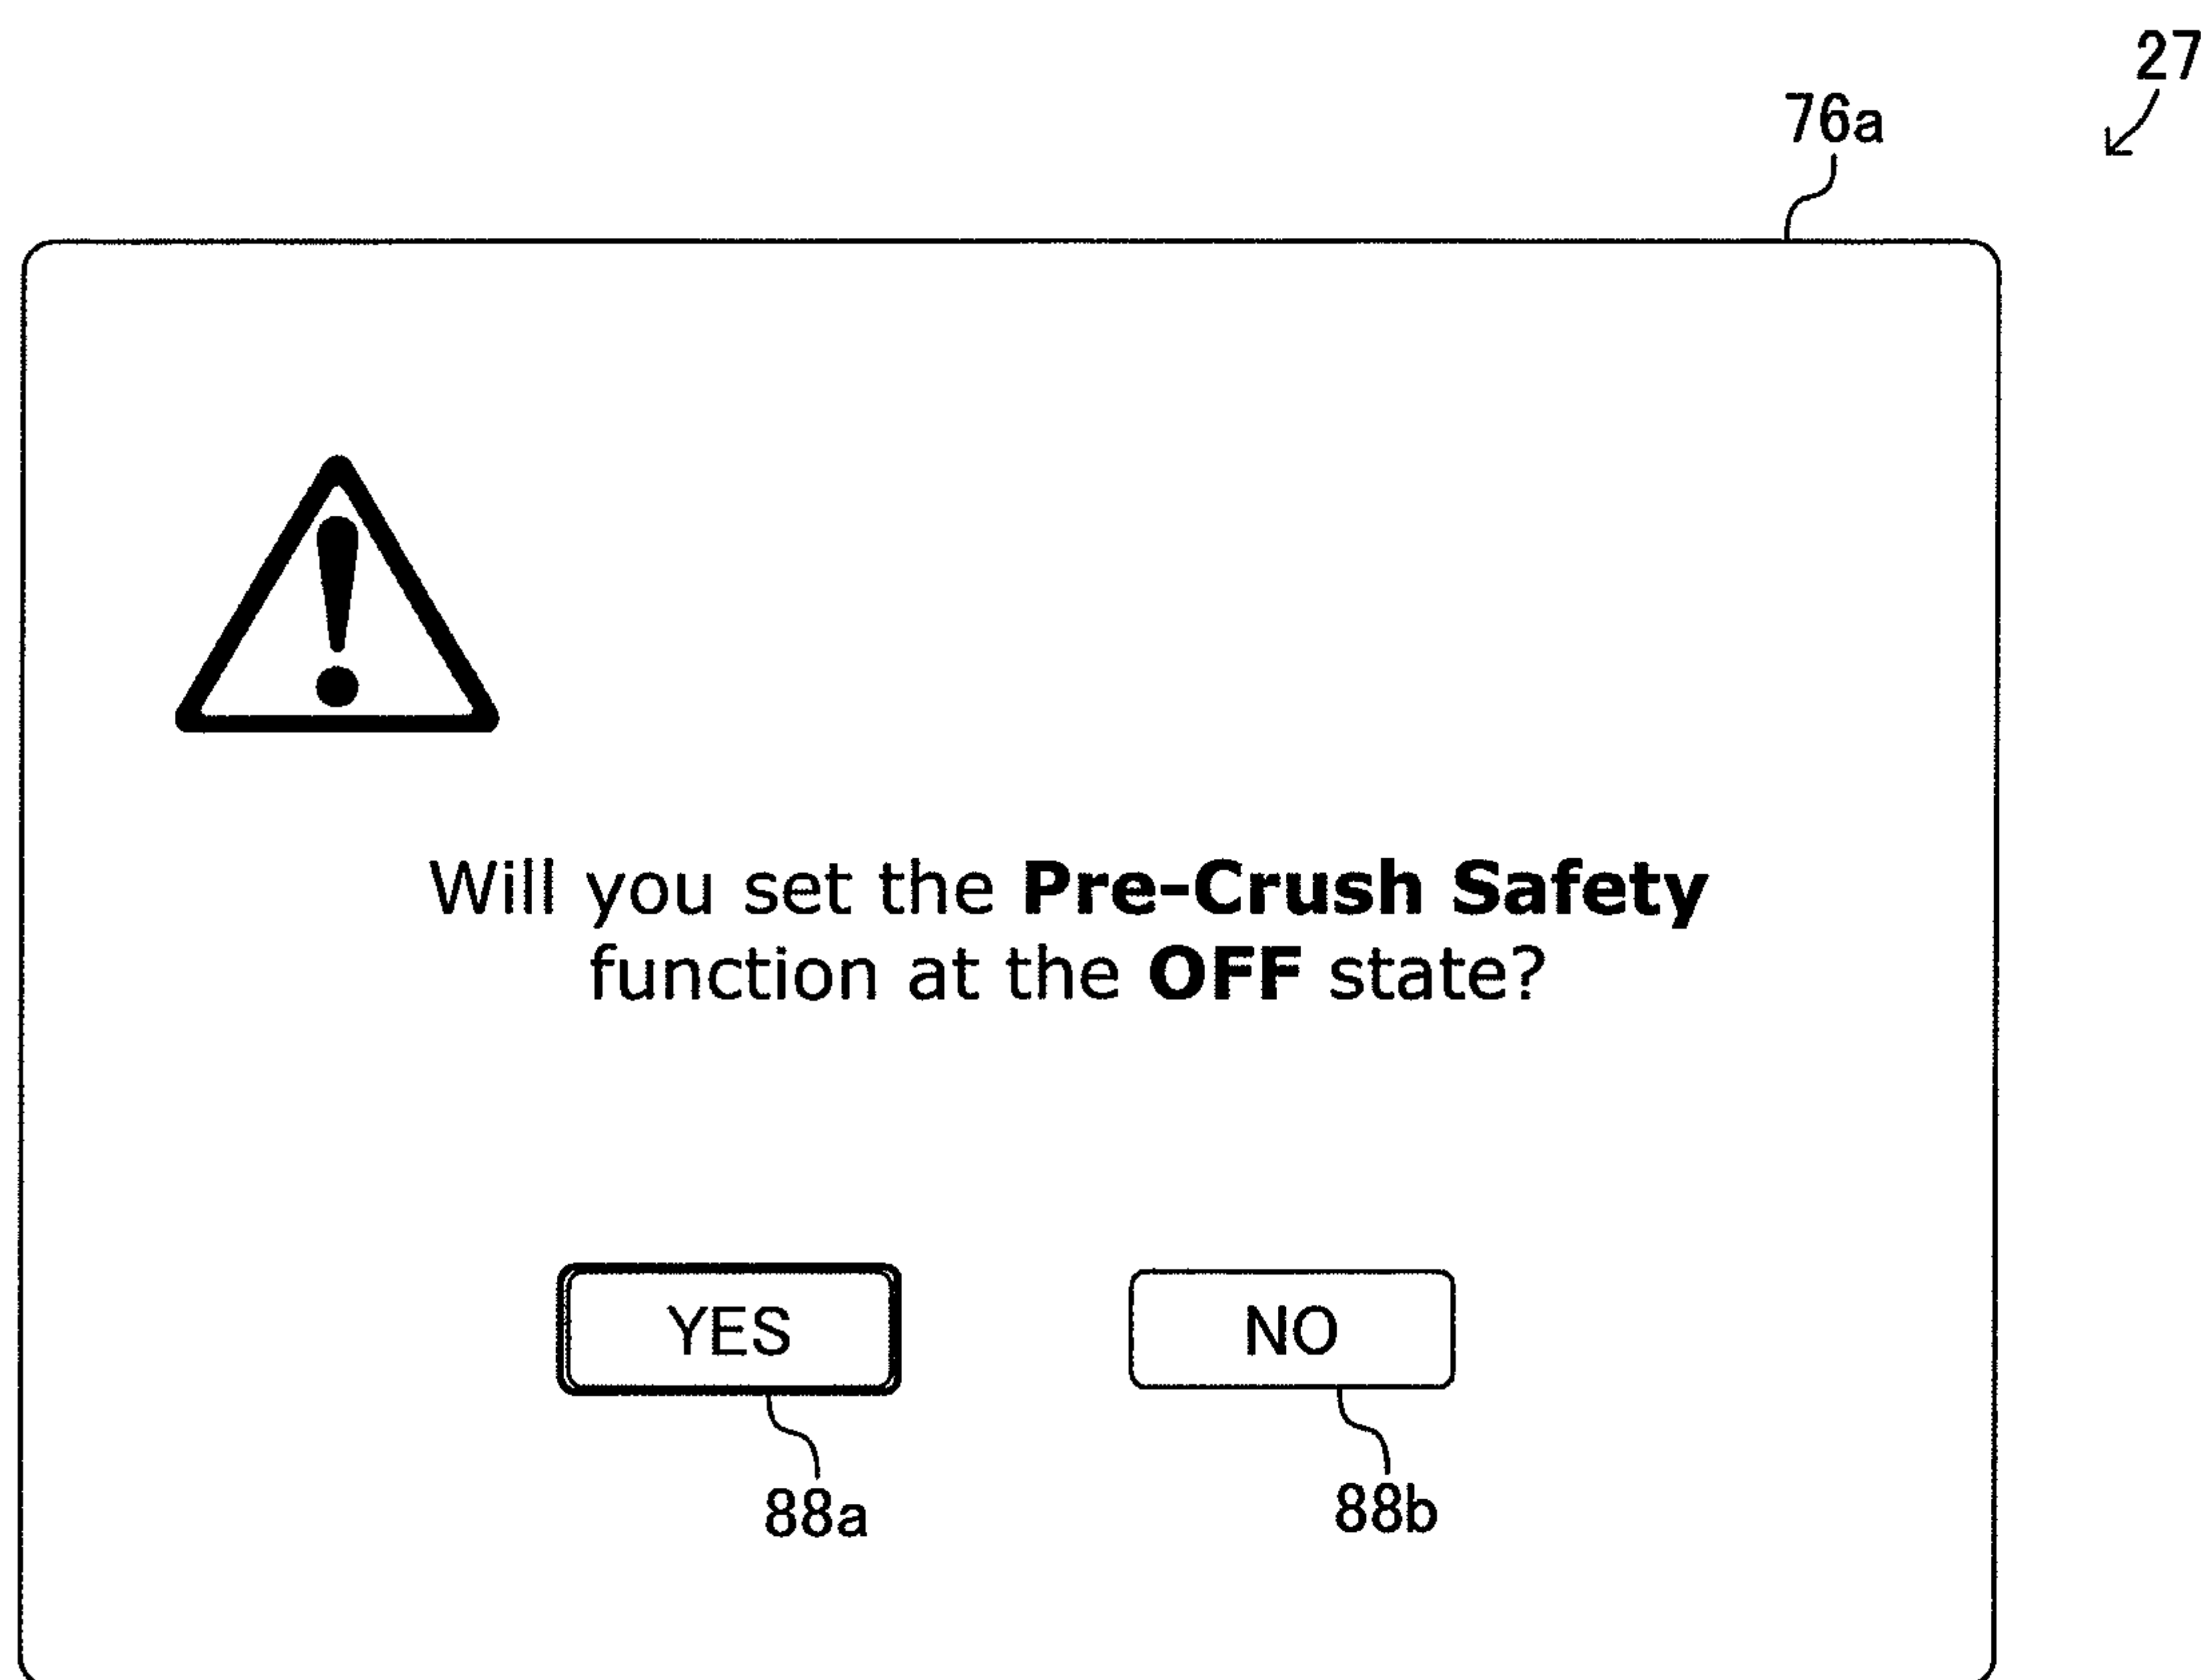 27
76a
Will you set the Pre-Crush Safety
function at the OFF state?
YES NO
88a 88b